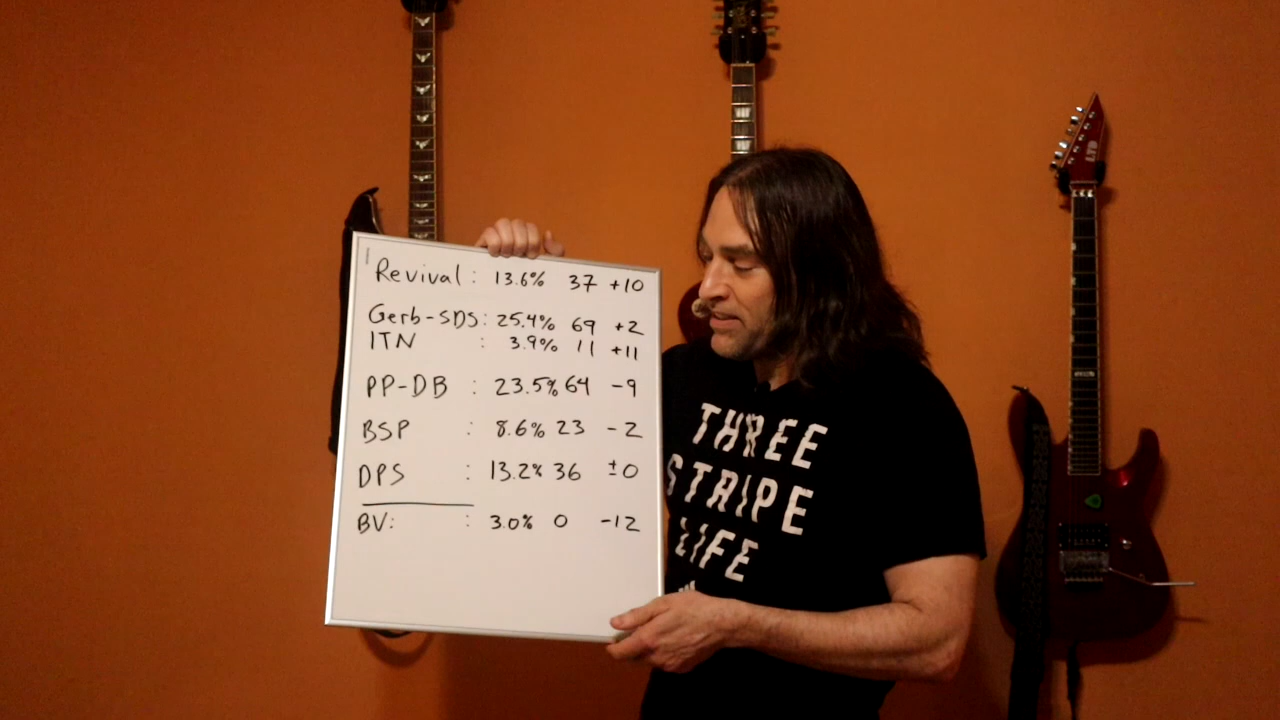 Revival: 13.6% 37 +10
Gerb-SDS: 25.4% 69 +2
ITN : 3.9% 11 +11
PP-DB : 23.5% 64 -9
BSP : 8.6% 23 -2
DPS : 13.2% 36 ±0
BV: : 3.0% 0 -12
THREE
STRIPE
LIFE
LTD